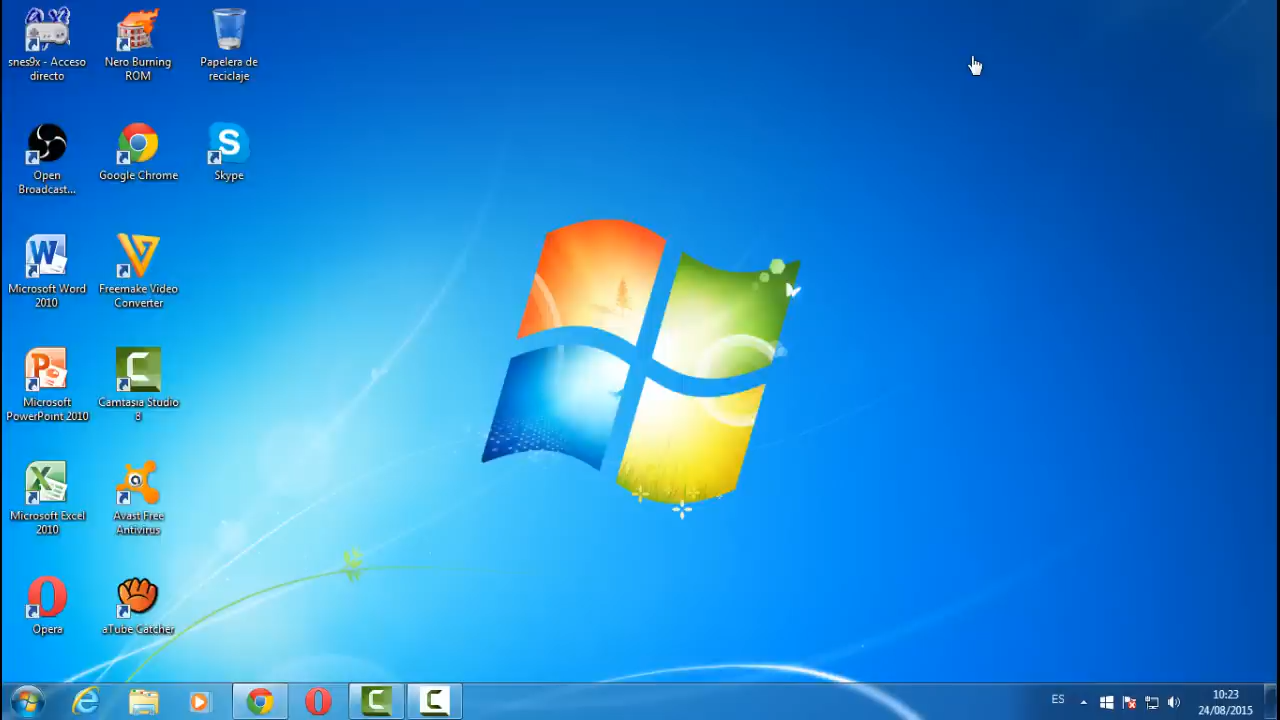 snes9x - Acceso
directo
Nero Burning
ROM
Papelera de
reciclaje
Open
Broadcast...
Google Chrome
S
Skype
W
Microsoft Word
2010
Freemake Video
Converter
P
Microsoft
PowerPoint 2010
C
Camtasia Studio
8
X
Microsoft Excel
2010
a
Avast Free
Antivirus
Opera
aTube Catcher
ES
10:23
24/08/2015